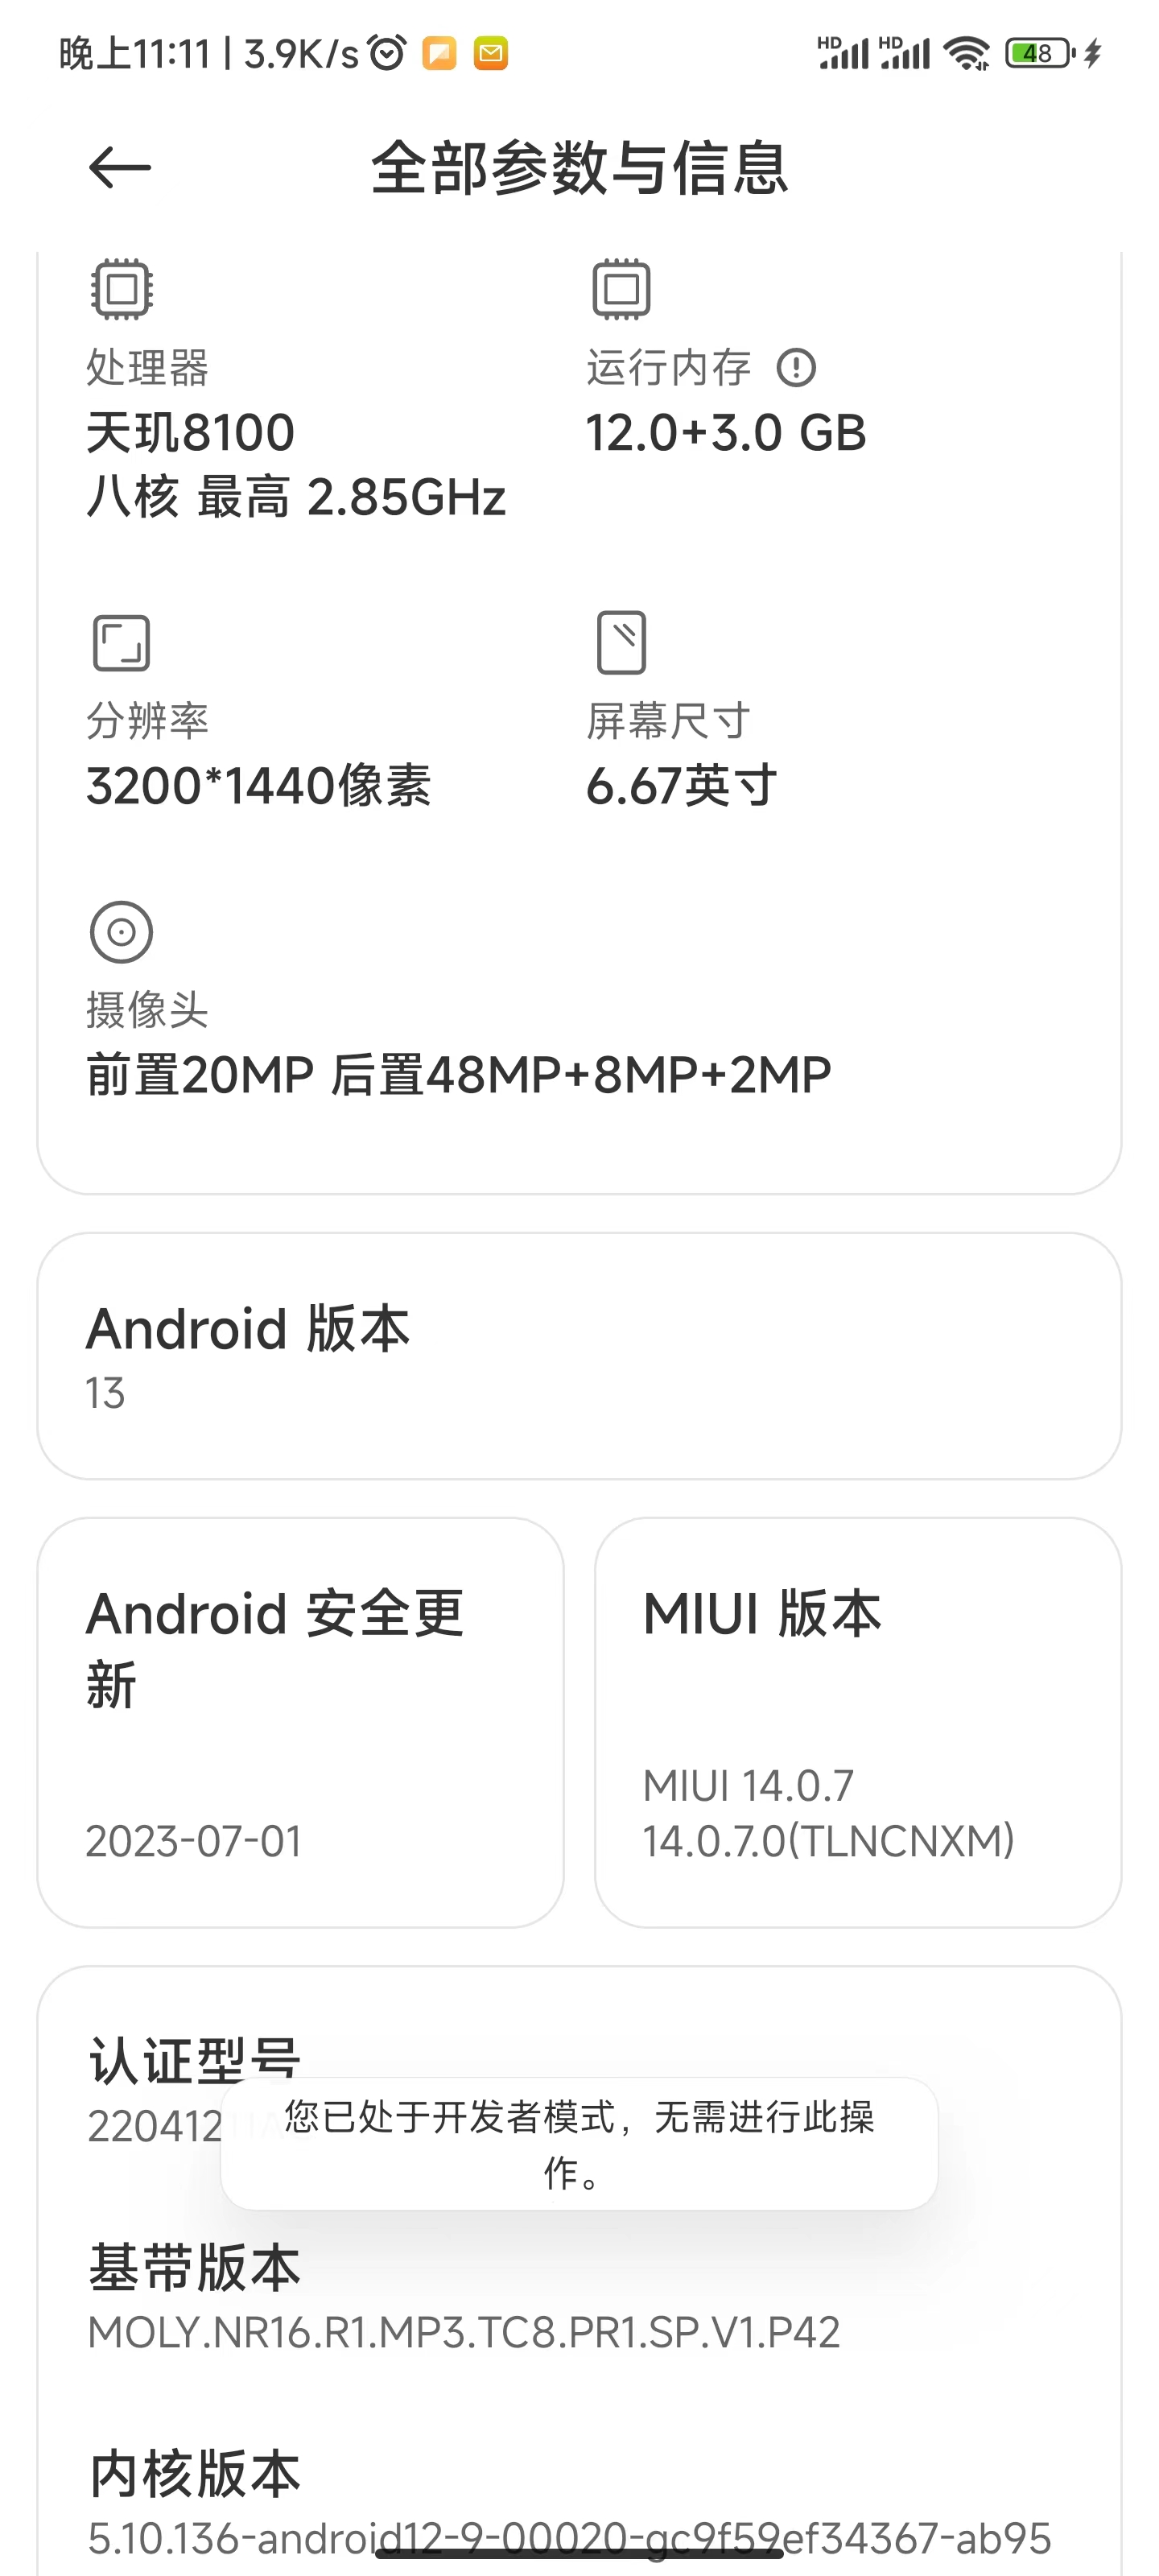 晚上11:11 | 3.9K/s
HD HD 48
全部参数与信息
处理器
天玑8100
八核 最高 2.85GHz
运行内存
12.0+3.0 GB
分辨率
3200*1440像素
屏幕尺寸
6.67英寸
摄像头
前置20MP 后置48MP+8MP+2MP
Android 版本
13
Android 安全更
新
2023-07-01
MIUI 版本
MIUI 14.0.7
14.0.7.0(TLNCNXM)
认证型号
220412
您已处于开发者模式，无需进行此操
作。
基带版本
MOLY.NR16.R1.MP3.TC8.PR1.SP.V1.P42
内核版本
5.10.136-android12-9-00020-gc9f59ef34367-ab95